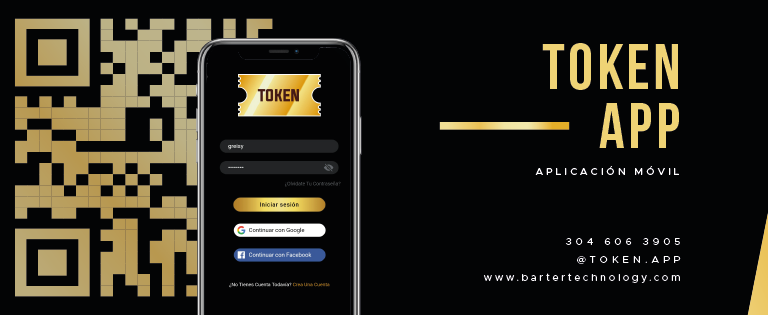 TOKEN
greisy
¿Olvidaste Tu Contraseña?
Iniciar sesión
Continuar con Google
Continuar con Facebook
¿No Tienes Cuenta Todavía? Crea Una Cuenta
TOKEN
APP
APLICACIÓN MÓVIL
304 606 3905
@TOKEN.APP
www.bartertechnology.com